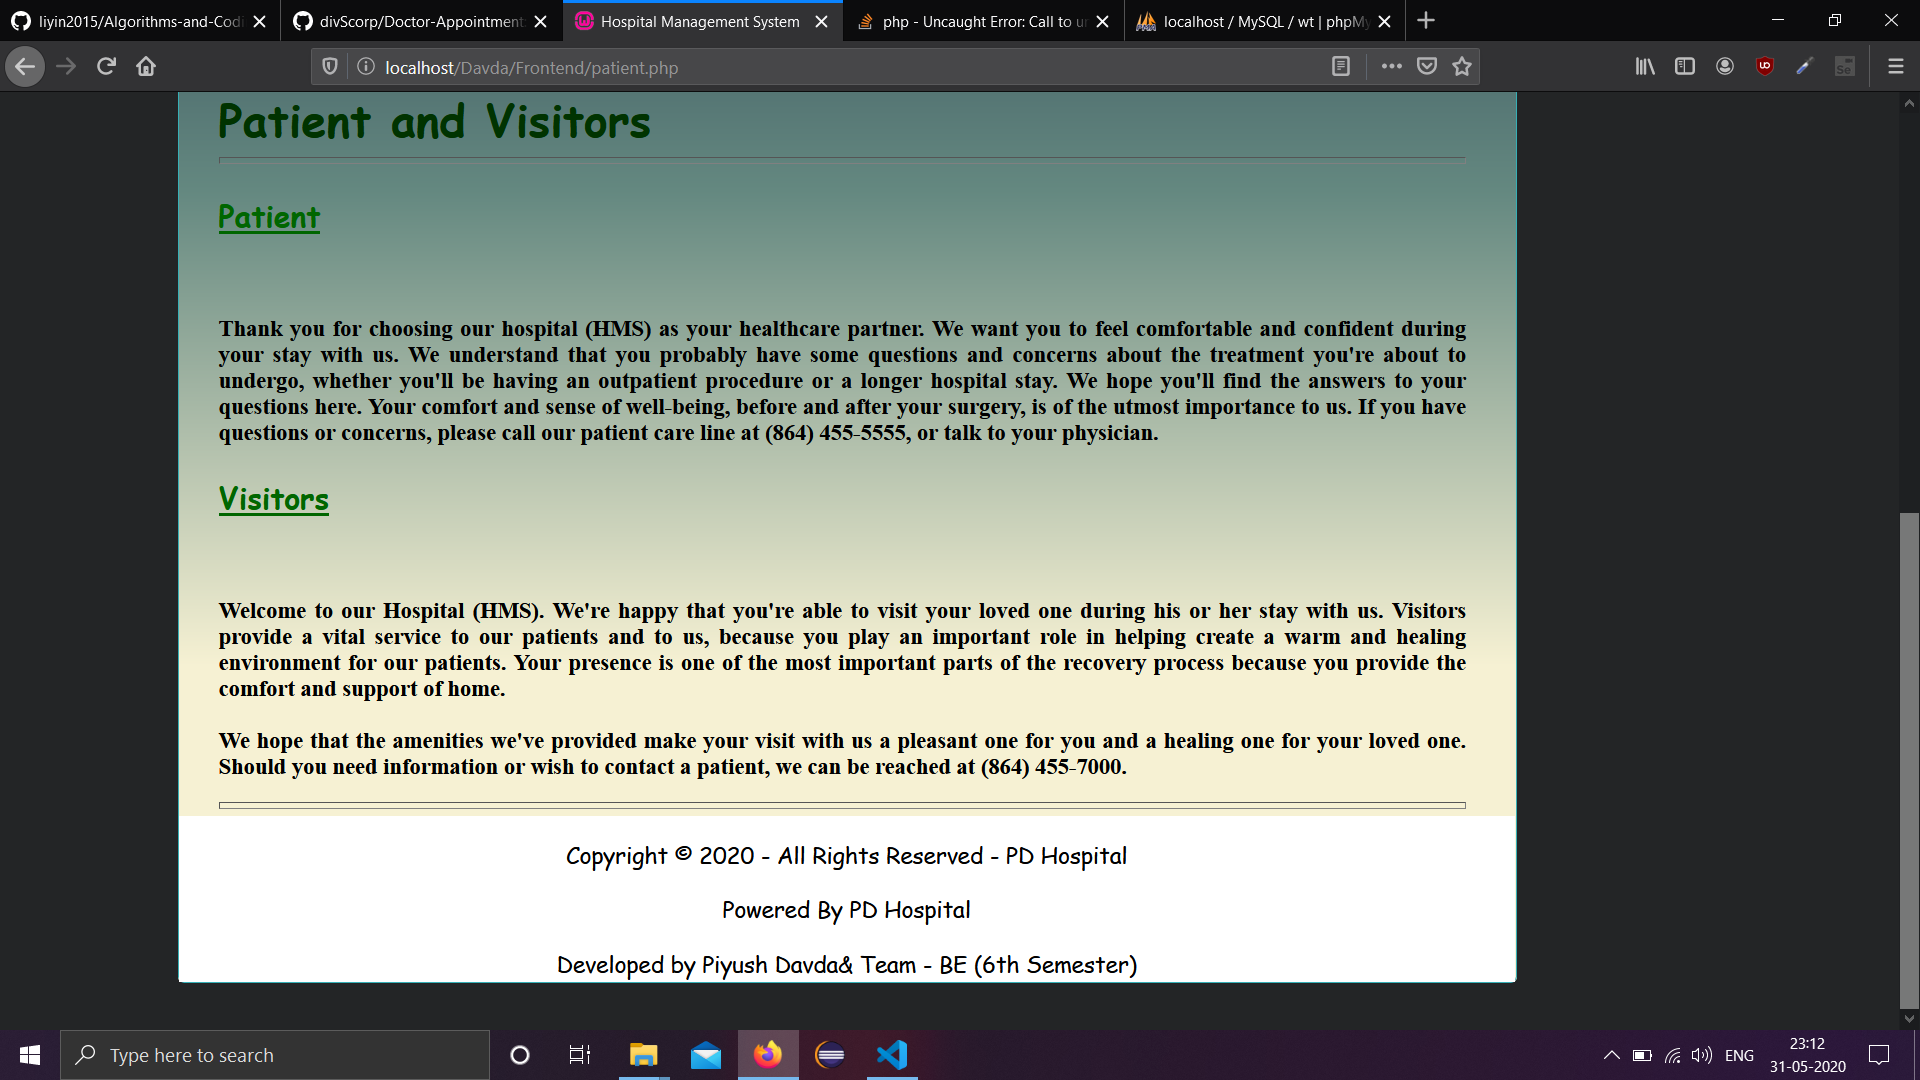 liyin2015/Algorithms-and-Codi
divScorp/Doctor-Appointment
Hospital Management System
php - Uncaught Error: Call to un
localhost / MySQL / wt | phpMy
localhost/Davda/Frontend/patient.php
Patient and Visitors
Patient
Thank you for choosing our hospital (HMS) as your healthcare partner. We want you to feel comfortable and confident during
your stay with us. We understand that you probably have some questions and concerns about the treatment you're about to
undergo, whether you'll be having an outpatient procedure or a longer hospital stay. We hope you'll find the answers to your
questions here. Your comfort and sense of well-being, before and after your surgery, is of the utmost importance to us. If you have
questions or concerns, please call our patient care line at (864) 455-5555, or talk to your physician.
Visitors
Welcome to our Hospital (HMS). We're happy that you're able to visit your loved one during his or her stay with us. Visitors
provide a vital service to our patients and to us, because you play an important role in helping create a warm and healing
environment for our patients. Your presence is one of the most important parts of the recovery process because you provide the
comfort and support of home.
We hope that the amenities we've provided make your visit with us a pleasant one for you and a healing one for your loved one.
Should you need information or wish to contact a patient, we can be reached at (864) 455-7000.
Copyright © 2020 - All Rights Reserved - PD Hospital
Powered By PD Hospital
Developed by Piyush Davda& Team - BE (6th Semester)
Type here to search
ENG
23:12
31-05-2020